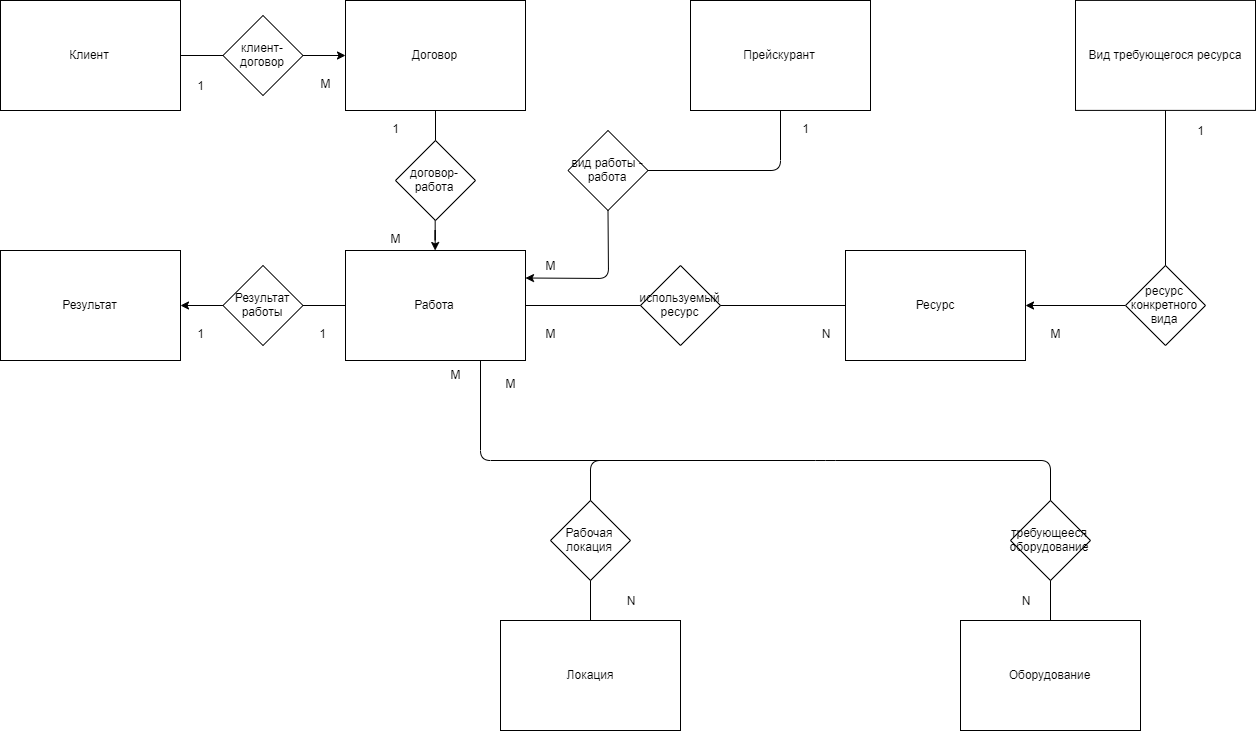 Клиент
клиент-
договор
Договор
Прейскурант
Вид требующегося ресурса
1
М
1
1
1
вид работы -
работа
договор-
работа
М
М
Результат
Результат
работы
Работа
используемый
ресурс
Ресурс
ресурс
конкретного
вида
1
1
М
N
М
М
М
Рабочая
локация
требующееся
оборудование
N
N
Локация
Оборудование